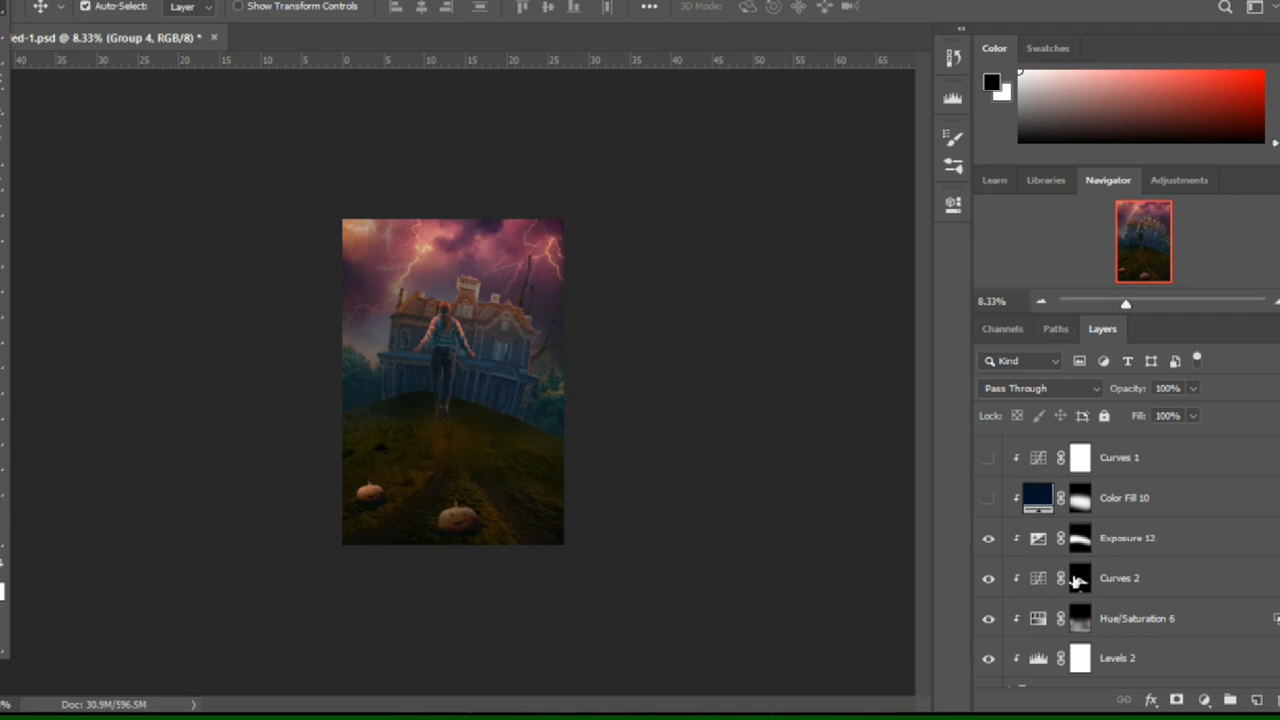 Auto-Select: Layer Show Transform Controls 3D Mode:
ed-1.psd @ 8.33% (Group 4, RGB/8) *
40 35 30 25 20 15 10 5 0 5 10 15 20 25 30 35 40 45 50 55 60 65
Color Swatches
Learn Libraries Navigator Adjustments
8.33%
Channels Paths Layers
Kind
Pass Through Opacity: 100%
Lock: Fill: 100%
Curves 1
Color Fill 10
Exposure 12
Curves 2
Hue/Saturation 6
Levels 2
Doc: 30.9M/596.5M